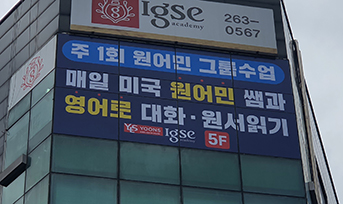 Igse
academy
263-
0567
주 1회 원어민 그룹수업
매일 미국 원어민 쌤과
영어로 대화·원서읽기
YOONS
Igse
academy
5F